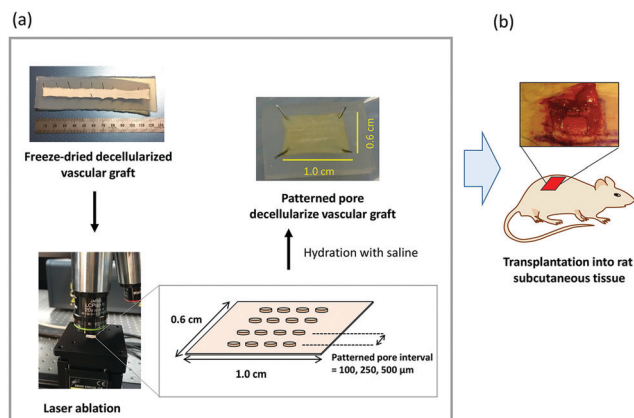 (a)
Freeze-dried decellularized
vascular graft
Laser ablation
0.6 cm
1.0 cm
Patterned pore interval
= 100, 250, 500 µm
Hydration with saline
Patterned pore
decellularize vascular graft
1.0 cm
0.6 cm
(b)
Transplantation into rat
subcutaneous tissue